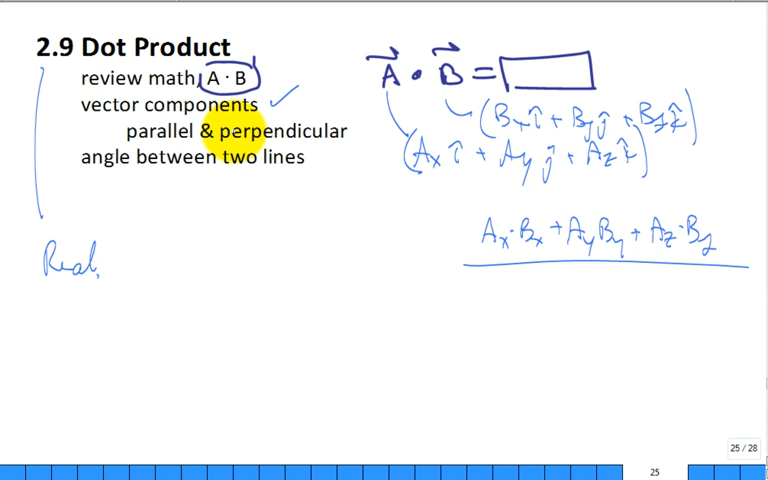 2.9 Dot Product
review math, A · B
vector components ✓
parallel & perpendicular
angle between two lines
A⃗ • B⃗ =
(Bx î + By ĵ + Bz k̂)
(Ax î + Ay ĵ + Az k̂)
Ax · Bx + Ay By + Az · Bz
Real,
25 / 28
25